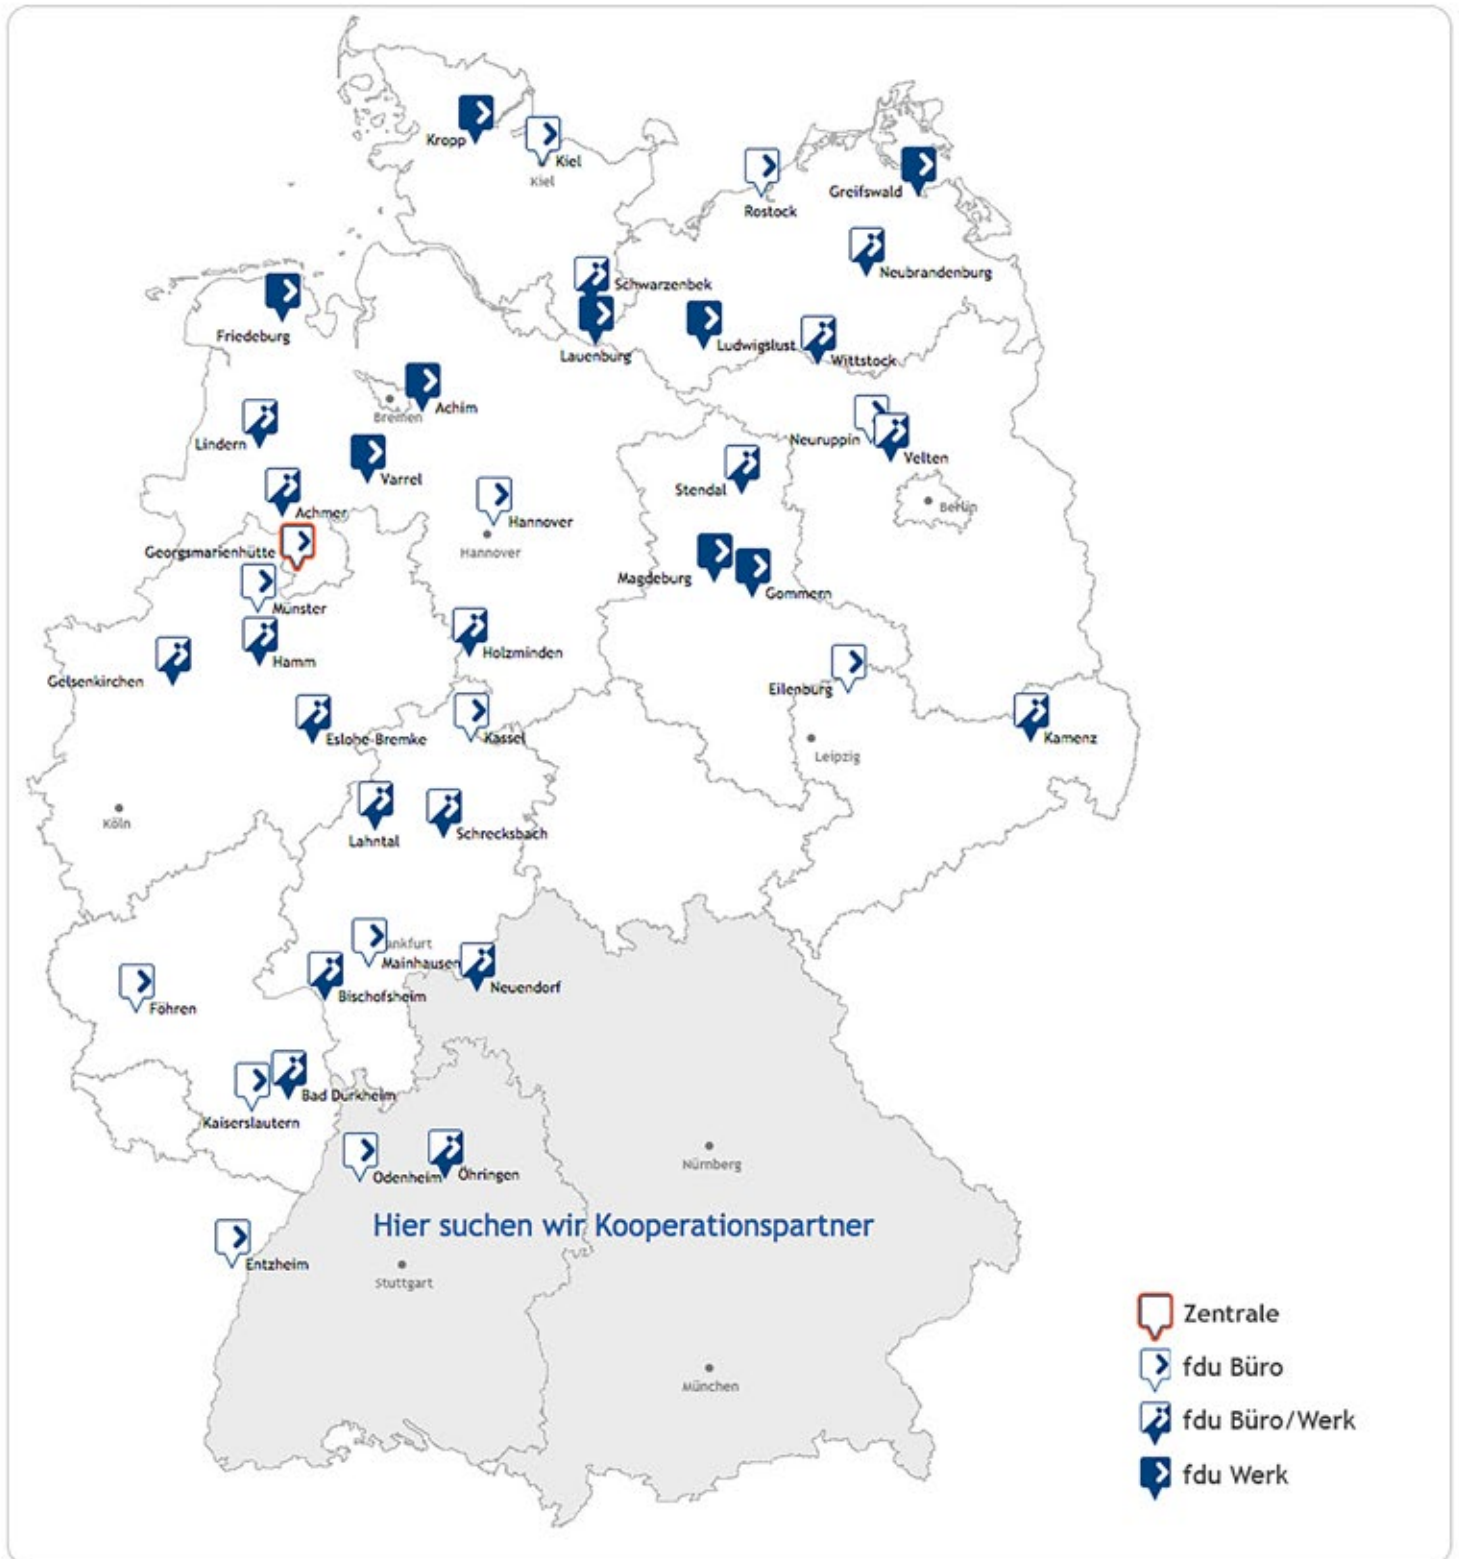 Kropp
Kiel
Kiel
Rostock
Greifswald
Neubrandenburg
Schwarzenbek
Friedeburg
Lauenburg
Ludwigslust
Wittstock
Achim
Bremen
Lindern
Neuruppin
Velten
Varrel
Stendal
Berlin
Achmer
Hannover
Georgsmarienhütte
Hannover
Magdeburg
Gommern
Münster
Holzminden
Hamm
Gelsenkirchen
Eilenburg
Eslohe-Bremke
Kassel
Kamenz
Leipzig
Köln
Lahntal
Schrecksbach
ankfurt
Mainhausen
Neuendorf
Bischofsheim
Föhren
Bad Dürkheim
Kaiserslautern
Nürnberg
Odenheim
Öhringen
Hier suchen wir Kooperationspartner
Entzheim
Stuttgart
München
Zentrale
fdu Büro
fdu Büro/Werk
fdu Werk